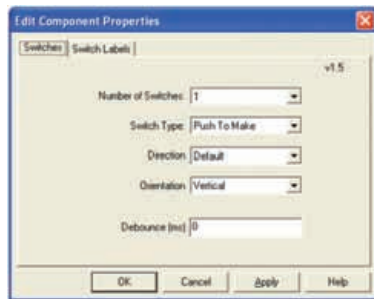 Edit Component Properties
Switches Switch Labels
v1.5
Number of Switches: 1
Switch Type: Push To Make
Direction: Default
Orientation: Vertical
Debounce (ms) 0
OK Cancel Apply Help